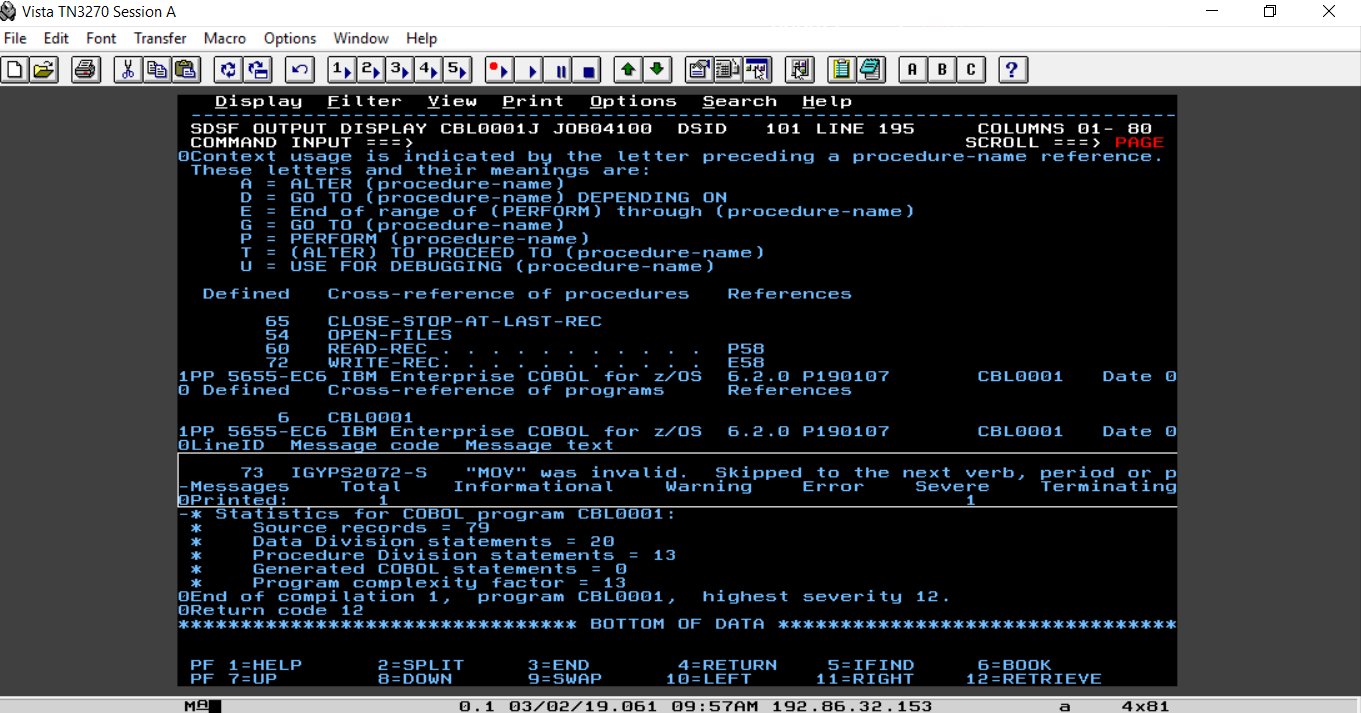 Vista TN3270 Session A
File Edit Font Transfer Macro Options Window Help
1 2 3 4 5 A B C ?
Display Filter View Print Options Search Help
-------------------------------------------------------------------------------
SDSF OUTPUT DISPLAY CBL0001J JOB04100 DSID 101 LINE 195 COLUMNS 01- 80
COMMAND INPUT ===> SCROLL ===> PAGE
0Context usage is indicated by the letter preceding a procedure-name reference.
These letters and their meanings are:
A = ALTER (procedure-name)
D = GO TO (procedure-name) DEPENDING ON
E = End of range of (PERFORM) through (procedure-name)
G = GO TO (procedure-name)
P = PERFORM (procedure-name)
T = (ALTER) TO PROCEED TO (procedure-name)
U = USE FOR DEBUGGING (procedure-name)
Defined Cross-reference of procedures References
65 CLOSE-STOP-AT-LAST-REC
54 OPEN-FILES
60 READ-REC . . . . . . . . . . . P58
72 WRITE-REC. . . . . . . . . . . E58
1PP 5655-EC6 IBM Enterprise COBOL for z/OS 6.2.0 P190107 CBL0001 Date 0
0 Defined Cross-reference of programs References
6 CBL0001
1PP 5655-EC6 IBM Enterprise COBOL for z/OS 6.2.0 P190107 CBL0001 Date 0
0LineID Message code Message text
73 IGYPS2072-S "MOV" was invalid. Skipped to the next verb, period or p
-Messages Total Informational Warning Error Severe Terminating
0Printed: 1 1
-* Statistics for COBOL program CBL0001:
* Source records = 79
* Data Division statements = 20
* Procedure Division statements = 13
* Generated COBOL statements = 0
* Program complexity factor = 13
0End of compilation 1, program CBL0001, highest severity 12.
0Return code 12
******************************** BOTTOM OF DATA ********************************
PF 1=HELP 2=SPLIT 3=END 4=RETURN 5=IFIND 6=BOOK
PF 7=UP 8=DOWN 9=SWAP 10=LEFT 11=RIGHT 12=RETRIEVE
MA 0.1 03/02/19.061 09:57AM 192.86.32.153 a 4x81